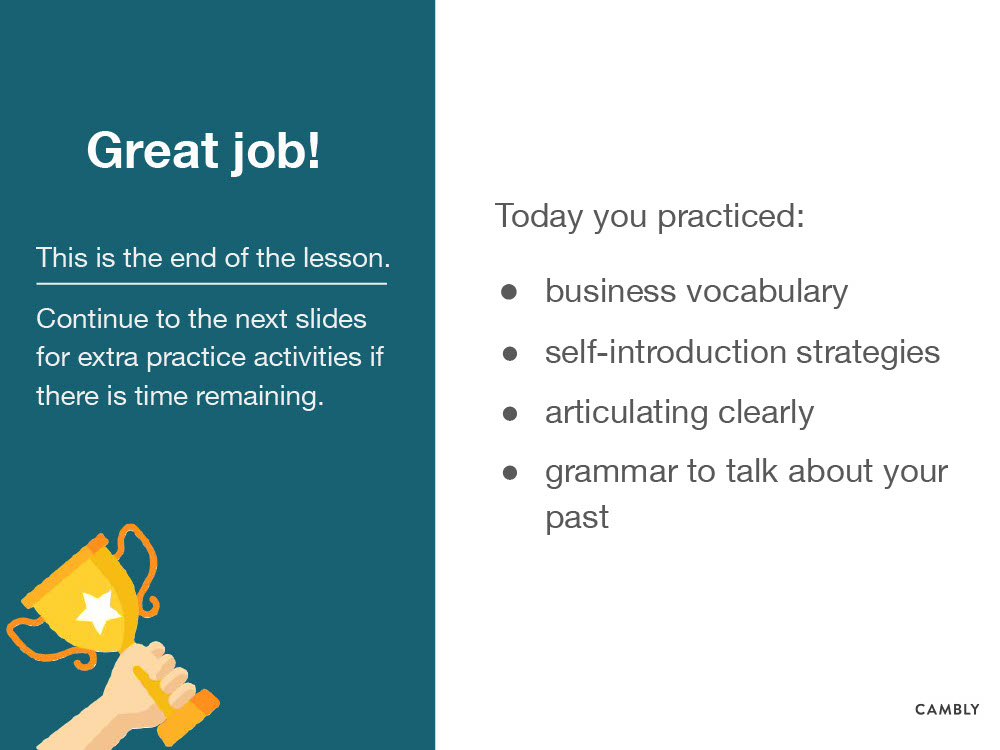 Great job!
This is the end of the lesson.
Continue to the next slides
for extra practice activities if
there is time remaining.
Today you practiced:
● business vocabulary
● self-introduction strategies
● articulating clearly
● grammar to talk about your
past
CAMBLY